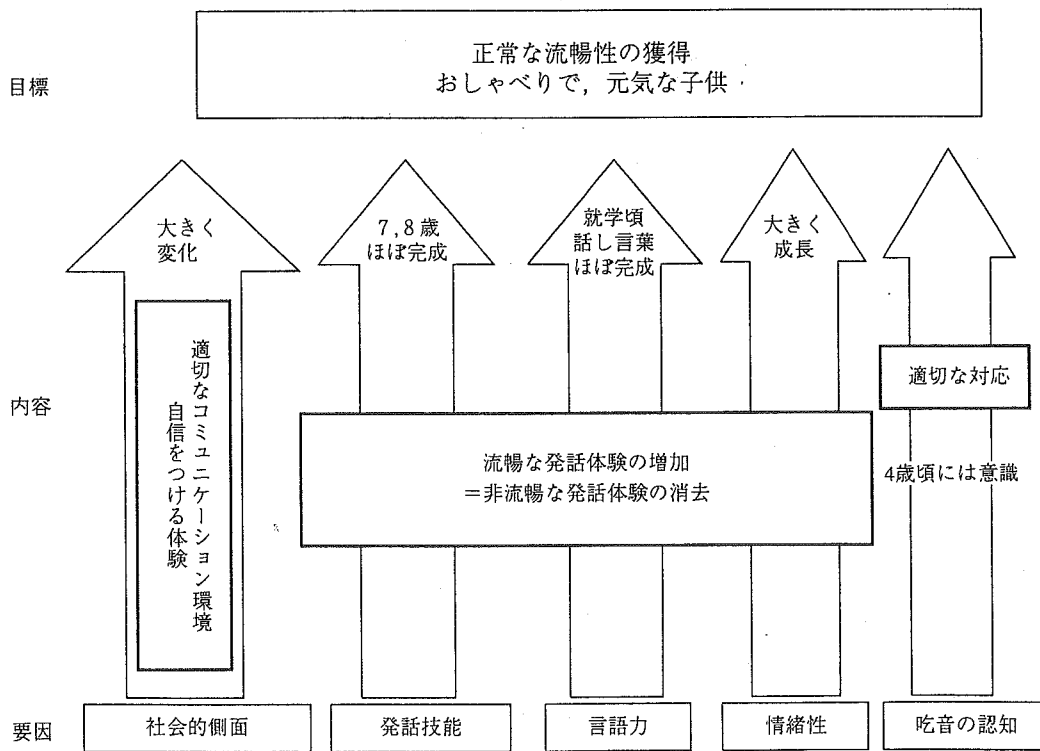 正常な流暢性の獲得
おしゃべりで，元気な子供
目標
大きく
変化
7,8歳
ほぼ完成
就学頃
話し言葉
ほぼ完成
大きく
成長
適切なコミュニケーション環境
自信をつける体験
適切な対応
内容
流暢な発話体験の増加
＝非流暢な発話体験の消去
4歳頃には意識
要因
社会的側面
発話技能
言語力
情緒性
吃音の認知